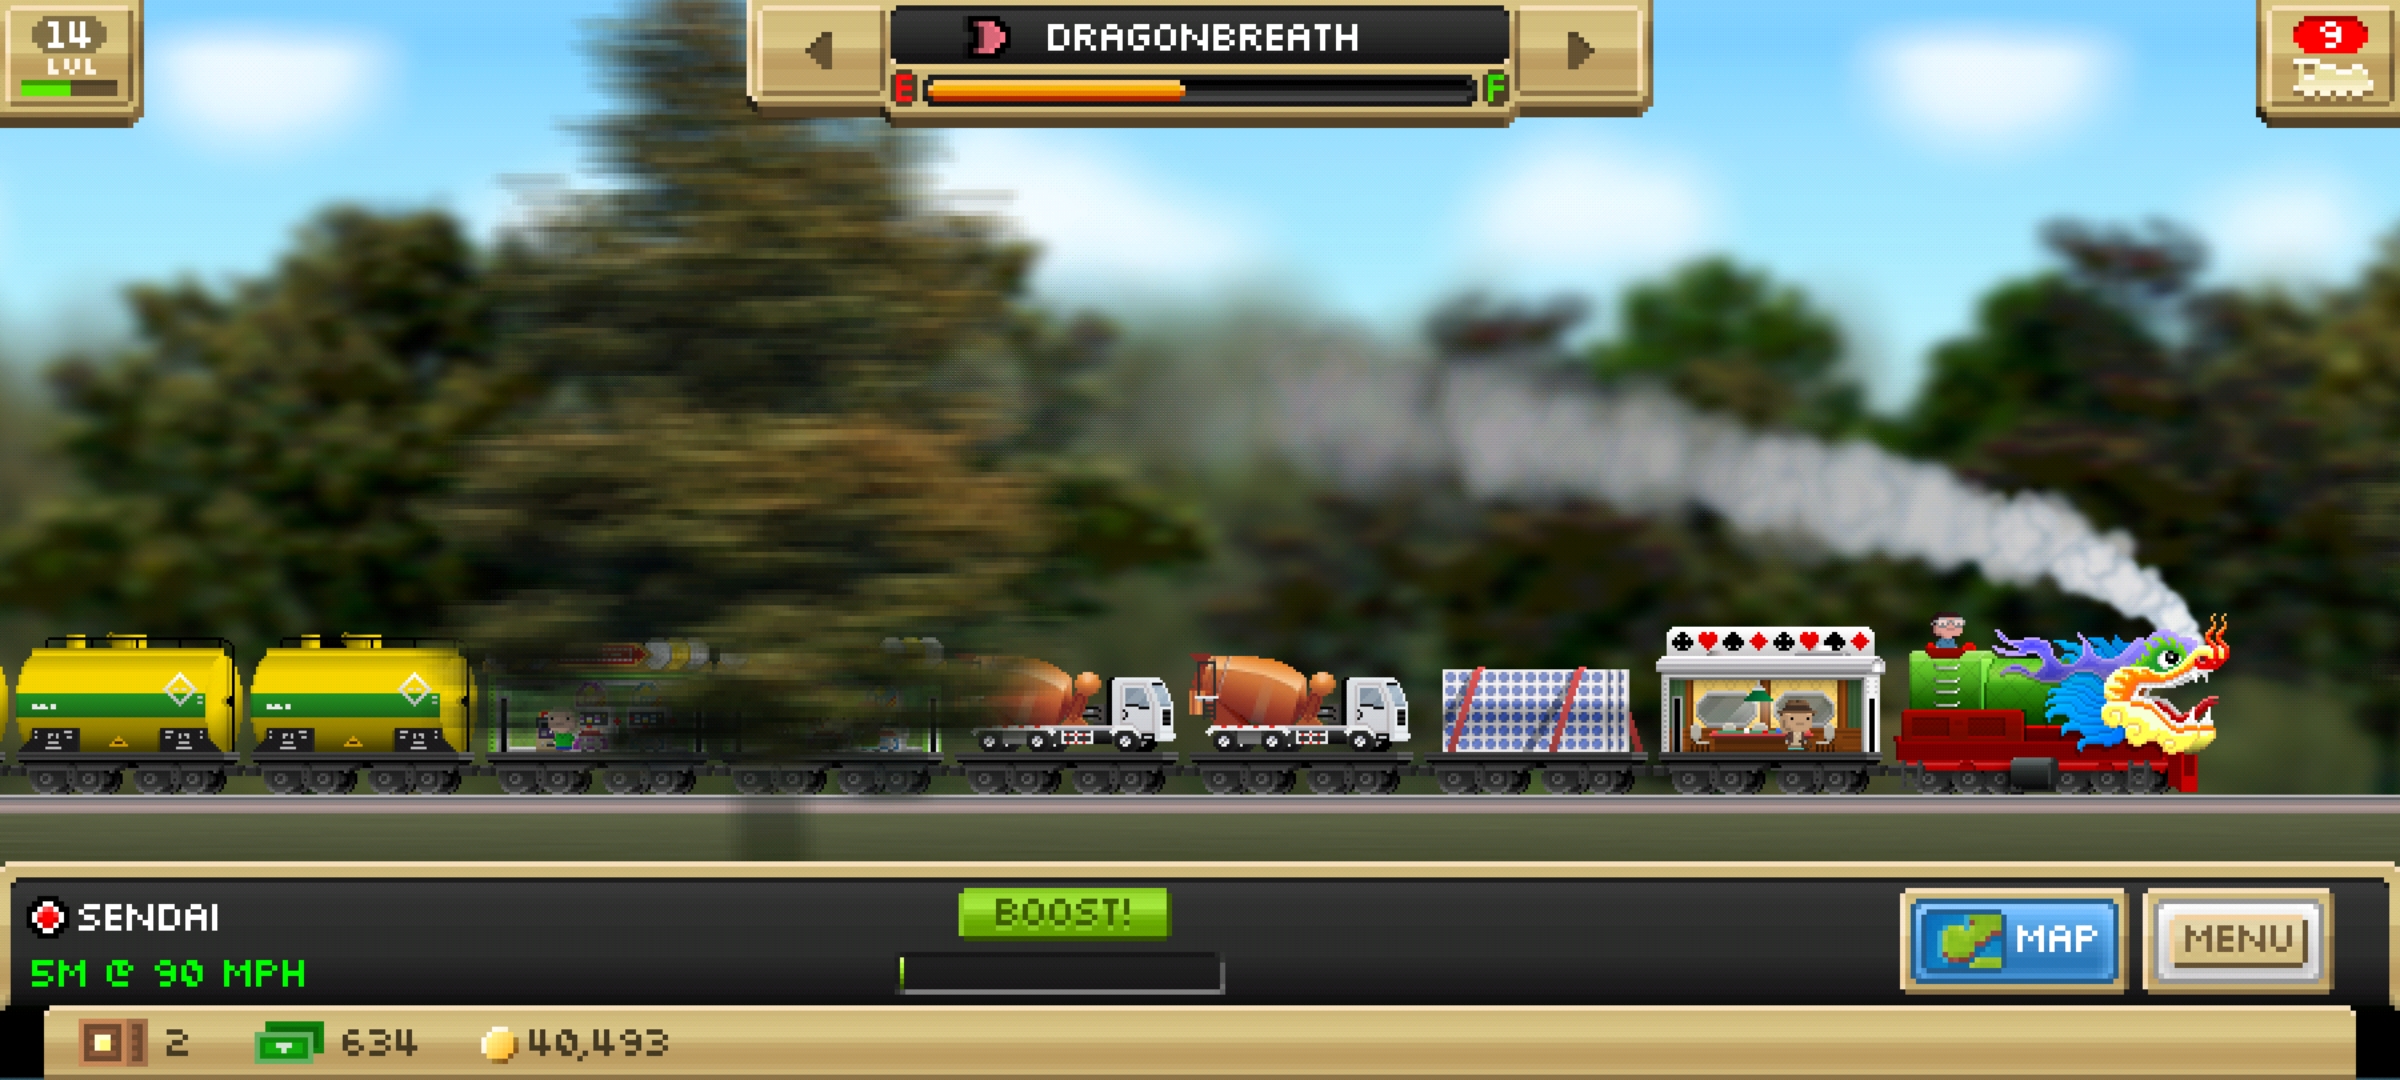 14
LVL
DRAGONBREATH
E F
9
SENDAI
5M @ 90 MPH
BOOST!
MAP
MENU
2
634
40,493